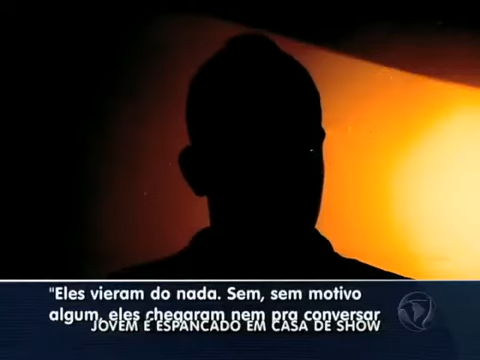 "Eles vieram do nada. Sem, sem motivo
algum, eles chegaram nem pra conversar
JOVEM É ESPANCADO EM CASA DE SHOW